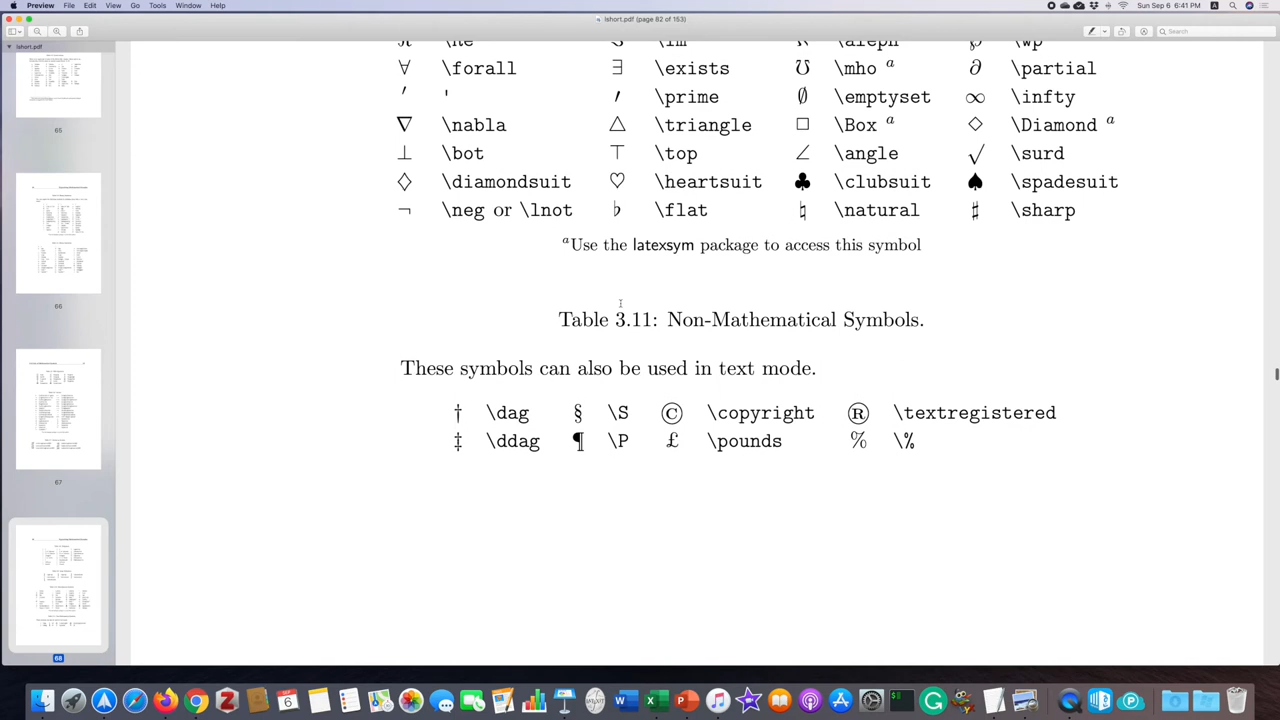 Preview File Edit View Go Tools Window Help Sun Sep 6 6:41 PM
lshort.pdf (page 82 of 153)
Search
lshort.pdf
65
66
67
68
∀ \forall ∃ \exists ℧ \mho a ∂ \partial
′ ' ′ \prime ∅ \emptyset ∞ \infty
∇ \nabla △ \triangle □ \Box a ◇ \Diamond a
⊥ \bot ⊤ \top ∠ \angle √ \surd
♢ \diamondsuit ♡ \heartsuit ♣ \clubsuit ♠ \spadesuit
¬ \neg or \lnot ♭ \flat ♮ \natural ♯ \sharp
aUse the latexsym package to access this symbol
Table 3.11: Non-Mathematical Symbols.
These symbols can also be used in text mode.
† \dag § \S © \copyright ® \textregistered
‡ \ddag ¶ \P £ \pounds % \%